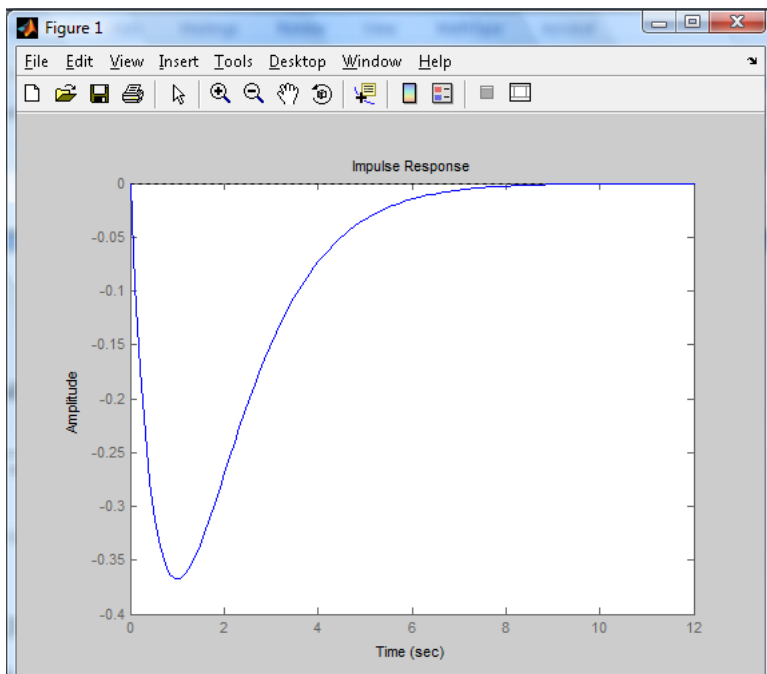 Figure 1
File Edit View Insert Tools Desktop Window Help
Impulse Response
0
-0.05
-0.1
-0.15
-0.2
-0.25
-0.3
-0.35
-0.4
Amplitude
0 2 4 6 8 10 12
Time (sec)